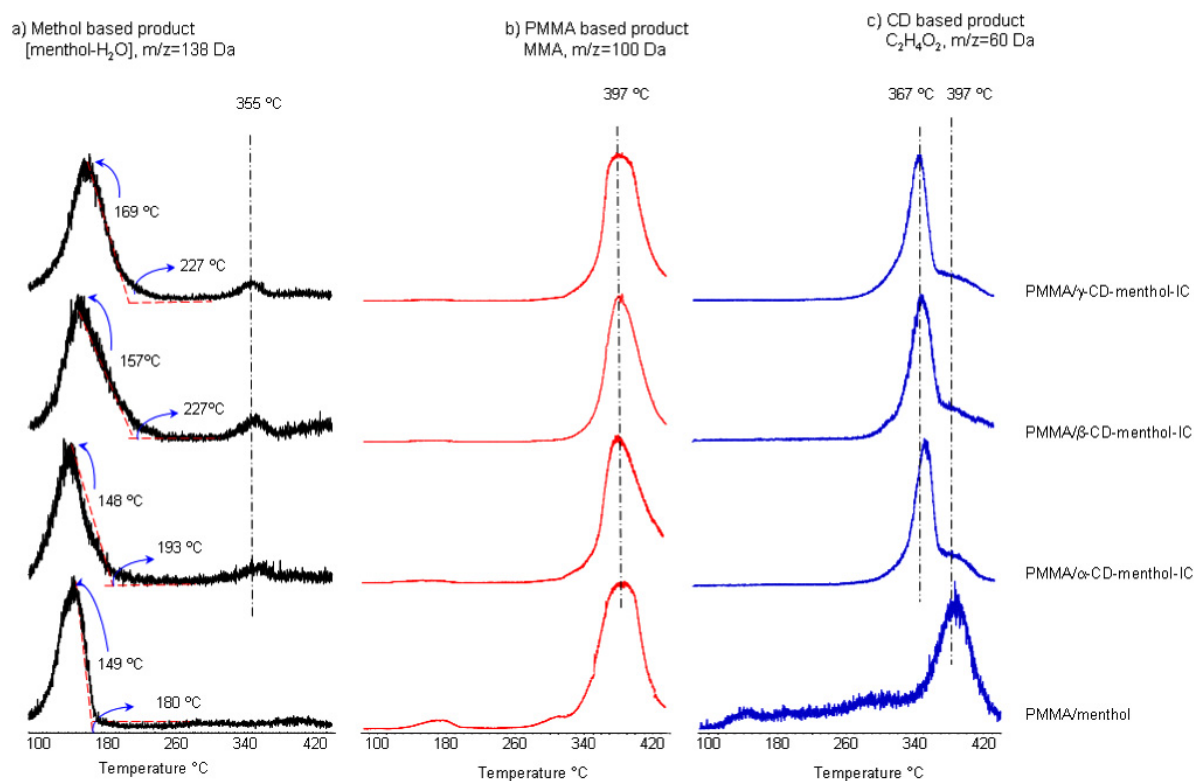 a) Methol based product
[menthol-H₂O], m/z=138 Da
b) PMMA based product
MMA, m/z=100 Da
c) CD based product
C₂H₄O₂, m/z=60 Da
355 ºC
397 ºC
367 ºC
397 ºC
169 ºC
227 ºC
PMMA/γ-CD-menthol-IC
157ºC
227ºC
PMMA/β-CD-menthol-IC
148 ºC
193 ºC
PMMA/α-CD-menthol-IC
149 ºC
180 ºC
PMMA/menthol
100 180 260 340 420
100 180 260 340 420
100 180 260 340 420
Temperature ºC
Temperature ºC
Temperature ºC